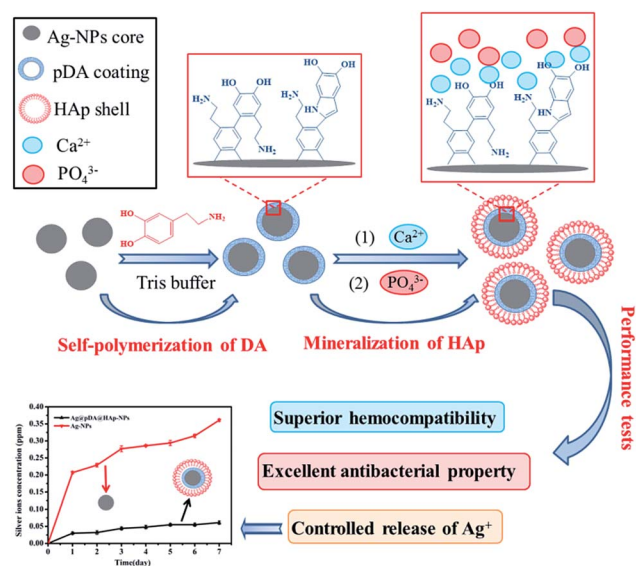 Ag-NPs core
pDA coating
HAp shell
Ca²⁺
PO₄³⁻
HO
OH
H₂N
NH₂
HO
OH
H₂N
HN
HO
OH
H₂N
NH₂
HO
OH
H₂N
HN
HO
HO
NH₂
Tris buffer
(1) Ca²⁺
(2) PO₄³⁻
Self-polymerization of DA
Mineralization of HAp
Performance tests
Superior hemocompatibility
Excellent antibacterial property
Controlled release of Ag⁺
Ag@pDA@HAp-NPs
Ag-NPs
Silver ions concentration (ppm)
0.40
0.35
0.30
0.25
0.20
0.15
0.10
0.05
0.00
0 1 2 3 4 5 6 7
Time(day)